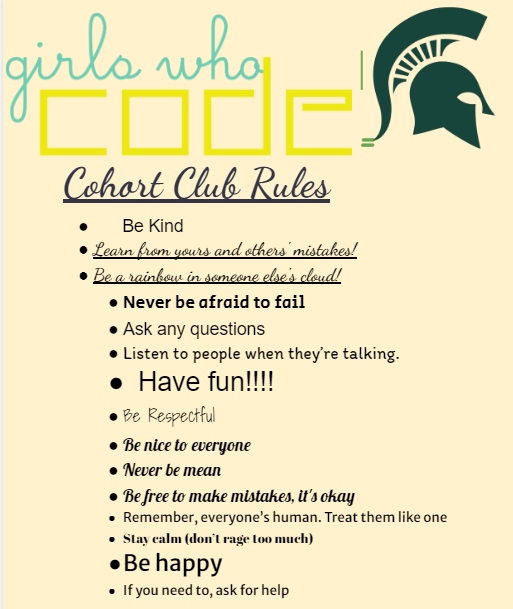 girls who
code
Cohort Club Rules
● Be Kind
● Learn from yours and others' mistakes!
● Be a rainbow in someone else's cloud!
● Never be afraid to fail
● Ask any questions
● Listen to people when they're talking.
● Have fun!!!!
● Be Respectful
● Be nice to everyone
● Never be mean
● Be free to make mistakes, it's okay
● Remember, everyone's human. Treat them like one
● Stay calm (don't rage too much)
● Be happy
● If you need to, ask for help